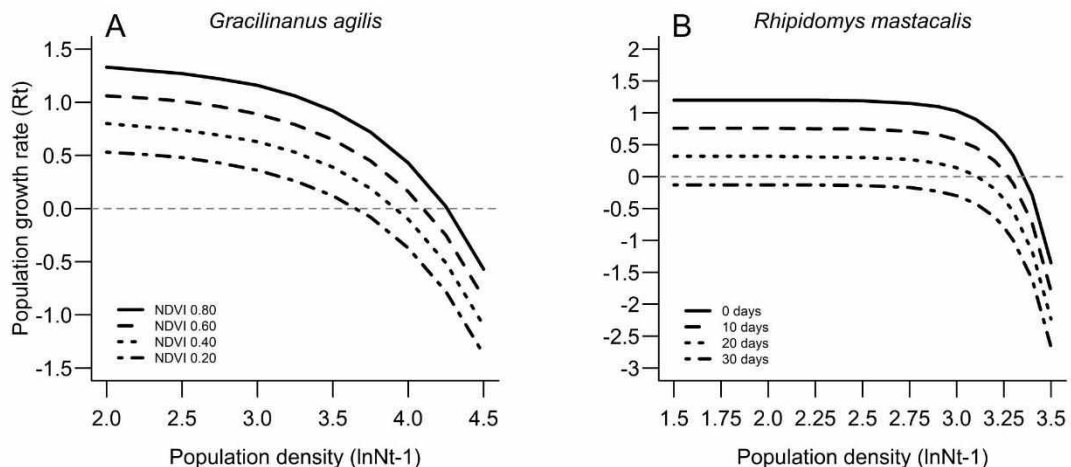 A
Gracilinanus agilis
Population growth rate (Rt)
1.5
1.0
0.5
0.0
-0.5
-1.0
-1.5
NDVI 0.80
NDVI 0.60
NDVI 0.40
NDVI 0.20
2.0 2.5 3.0 3.5 4.0 4.5
Population density (lnNt-1)
B
Rhipidomys mastacalis
2
1.5
1
0.5
0
-0.5
-1
-1.5
-2
-2.5
-3
0 days
10 days
20 days
30 days
1.5 1.75 2.0 2.25 2.5 2.75 3.0 3.25 3.5
Population density (lnNt-1)